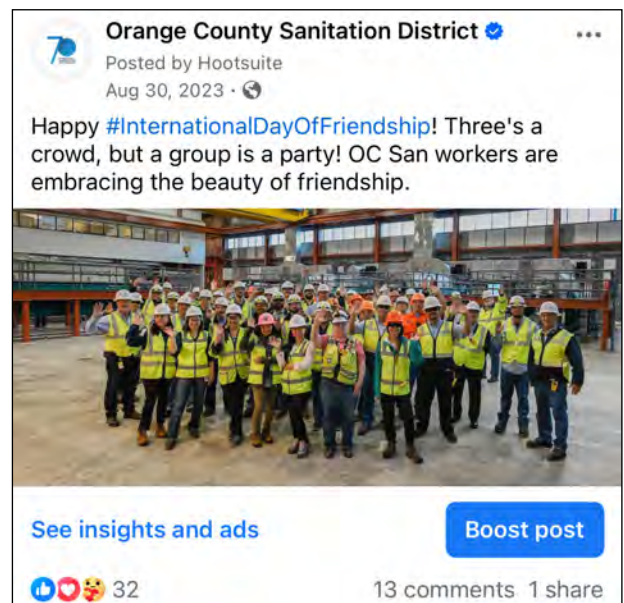 70
Orange County Sanitation District
Posted by Hootsuite
Aug 30, 2023 ·
Happy #InternationalDayOfFriendship! Three's a
crowd, but a group is a party! OC San workers are
embracing the beauty of friendship.
See insights and ads
Boost post
32
13 comments 1 share